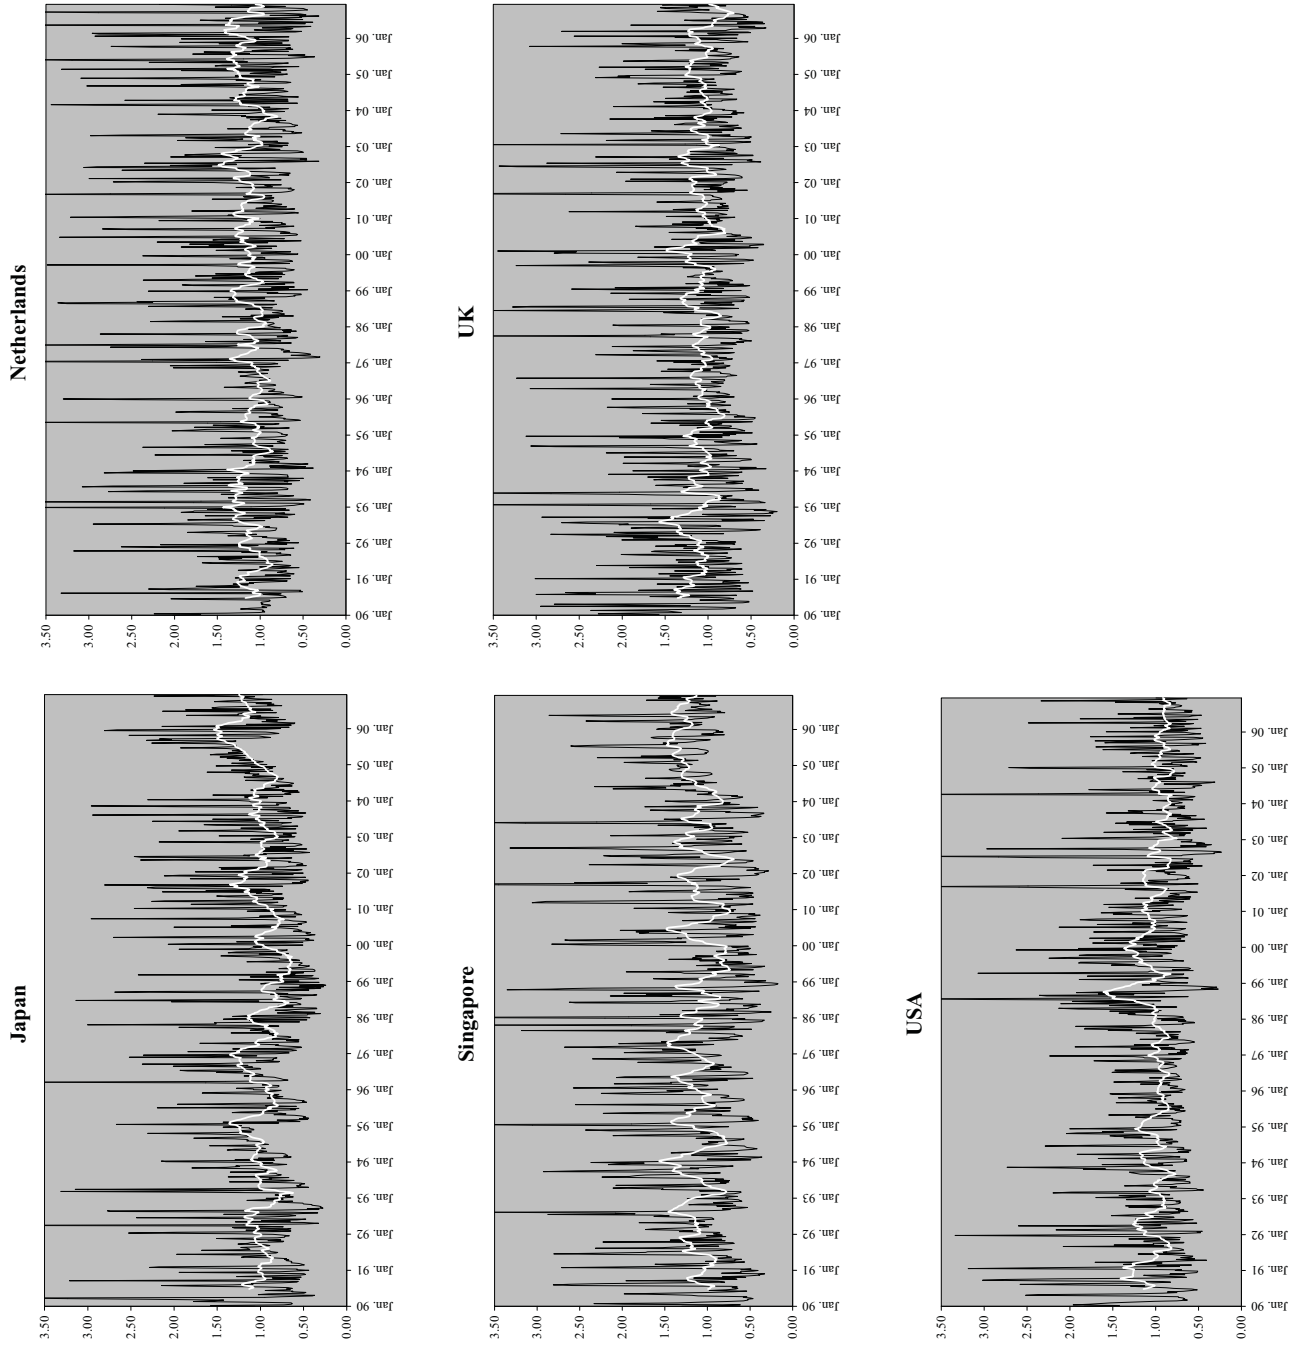 Japan
3.50
3.00
2.50
2.00
1.50
1.00
0.50
0.00
Jan. 90
Jan. 91
Jan. 92
Jan. 93
Jan. 94
Jan. 95
Jan. 96
Jan. 97
Jan. 98
Jan. 99
Jan. 00
Jan. 01
Jan. 02
Jan. 03
Jan. 04
Jan. 05
Jan. 06
Netherlands
3.50
3.00
2.50
2.00
1.50
1.00
0.50
0.00
Jan. 90
Jan. 91
Jan. 92
Jan. 93
Jan. 94
Jan. 95
Jan. 96
Jan. 97
Jan. 98
Jan. 99
Jan. 00
Jan. 01
Jan. 02
Jan. 03
Jan. 04
Jan. 05
Jan. 06
Singapore
3.50
3.00
2.50
2.00
1.50
1.00
0.50
0.00
Jan. 90
Jan. 91
Jan. 92
Jan. 93
Jan. 94
Jan. 95
Jan. 96
Jan. 97
Jan. 98
Jan. 99
Jan. 00
Jan. 01
Jan. 02
Jan. 03
Jan. 04
Jan. 05
Jan. 06
UK
3.50
3.00
2.50
2.00
1.50
1.00
0.50
0.00
Jan. 90
Jan. 91
Jan. 92
Jan. 93
Jan. 94
Jan. 95
Jan. 96
Jan. 97
Jan. 98
Jan. 99
Jan. 00
Jan. 01
Jan. 02
Jan. 03
Jan. 04
Jan. 05
Jan. 06
USA
3.50
3.00
2.50
2.00
1.50
1.00
0.50
0.00
Jan. 90
Jan. 91
Jan. 92
Jan. 93
Jan. 94
Jan. 95
Jan. 96
Jan. 97
Jan. 98
Jan. 99
Jan. 00
Jan. 01
Jan. 02
Jan. 03
Jan. 04
Jan. 05
Jan. 06